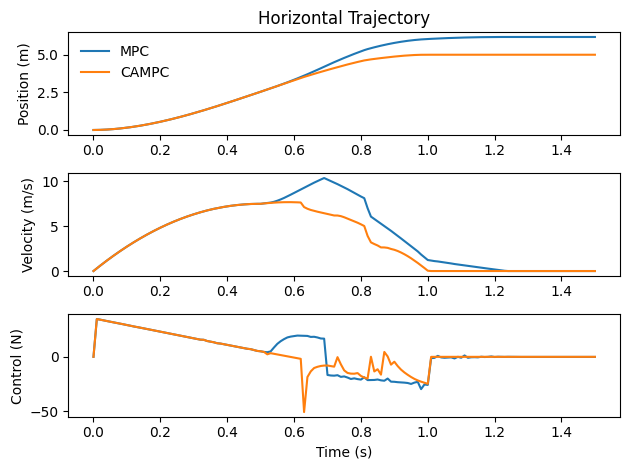 Horizontal Trajectory
Position (m)
5.0
2.5
0.0
MPC
CAMPC
0.0 0.2 0.4 0.6 0.8 1.0 1.2 1.4
Velocity (m/s)
10
5
0
0.0 0.2 0.4 0.6 0.8 1.0 1.2 1.4
Control (N)
0
−50
0.0 0.2 0.4 0.6 0.8 1.0 1.2 1.4
Time (s)